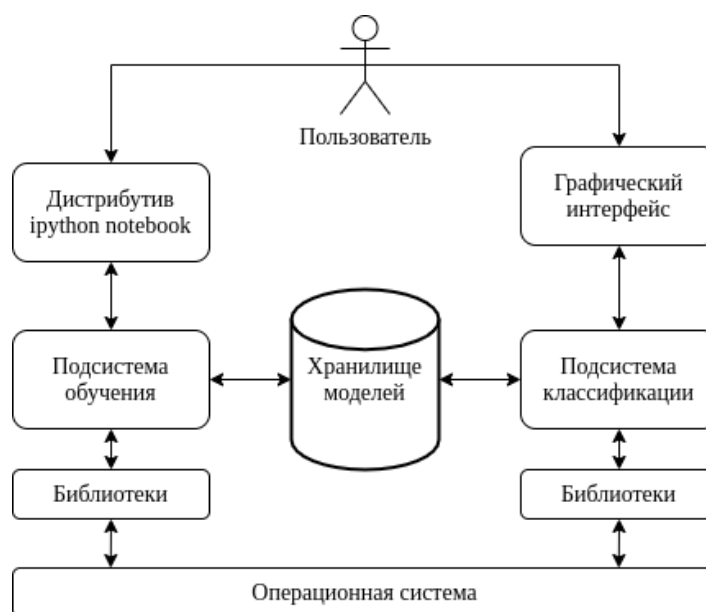 Пользователь
Дистрибутив
ipython notebook
Графический
интерфейс
Подсистема
обучения
Хранилище
моделей
Подсистема
классификации
Библиотеки
Библиотеки
Операционная система